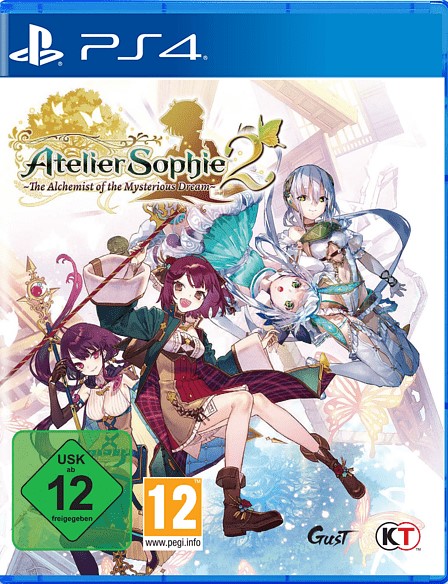 PS4
Atelier Sophie 2
~The Alchemist of the Mysterious Dream~
USK
ab
12
freigegeben
12
www.pegi.info
GUST
KT